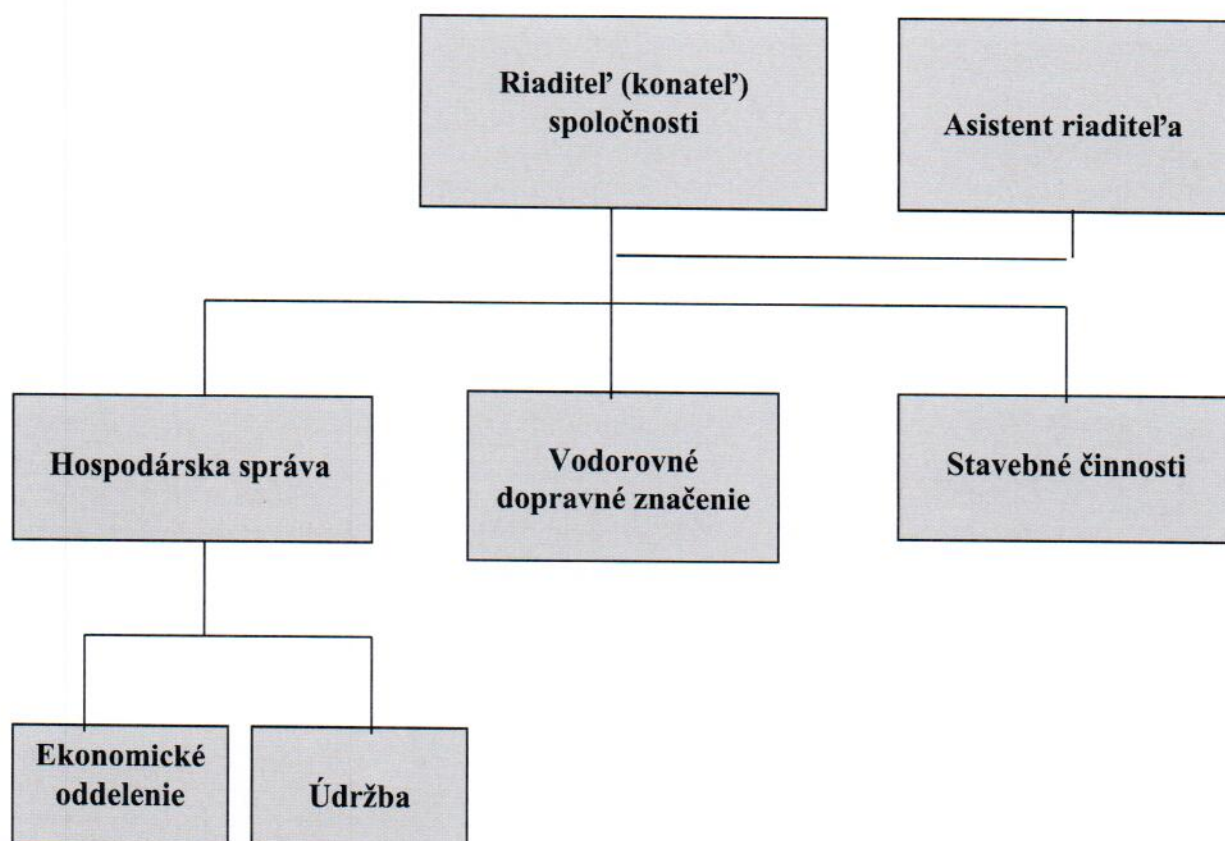 Riaditeľ (konateľ)
spoločnosti
Asistent riaditeľa
Hospodárska správa
Vodorovné
dopravné značenie
Stavebné činnosti
Ekonomické
oddelenie
Údržba